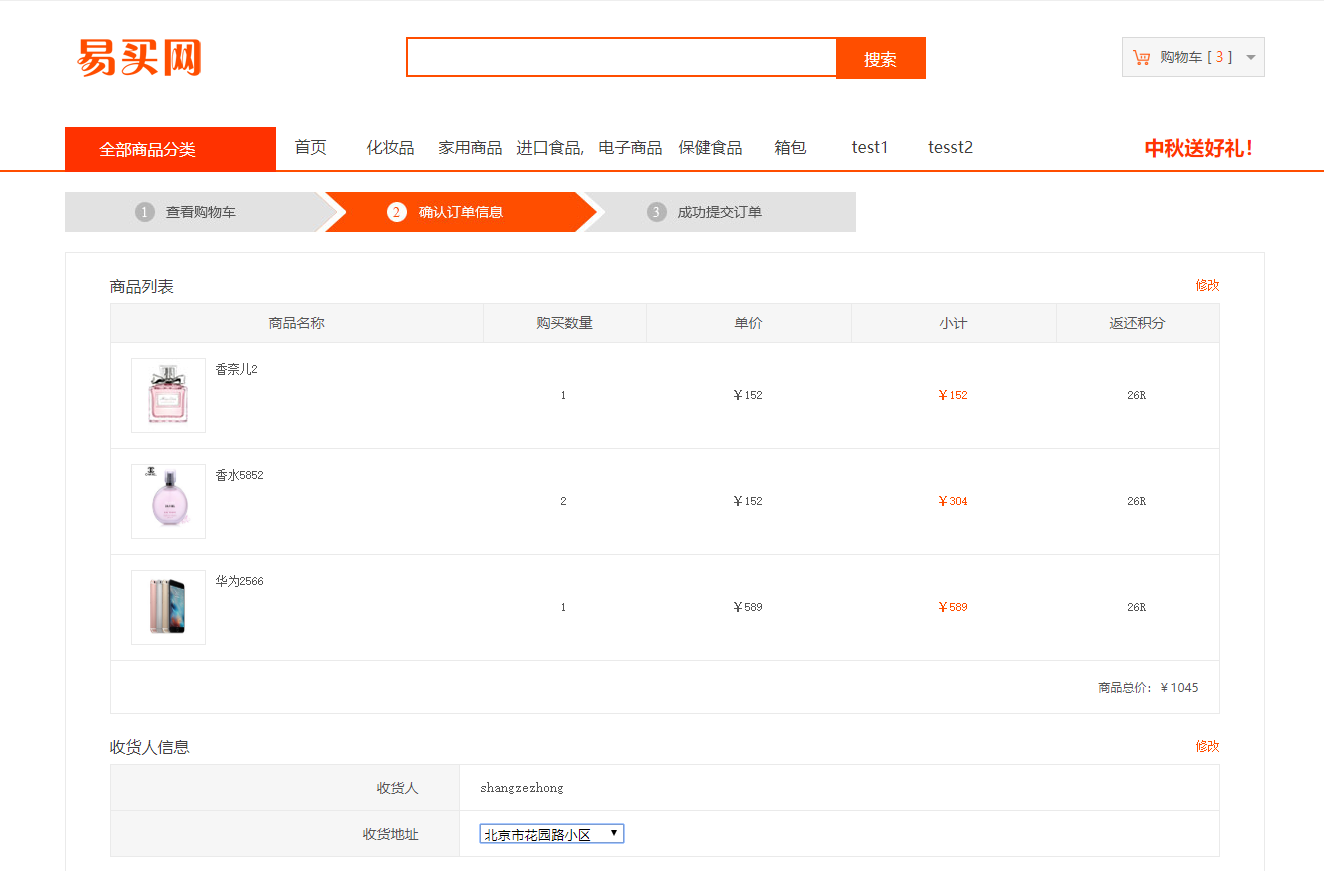 易买网
搜索
购物车 [ 3 ]
全部商品分类 首页 化妆品 家用商品 进口食品, 电子商品 保健食品 箱包 test1 tesst2 中秋送好礼!
1 查看购物车 2 确认订单信息 3 成功提交订单
商品列表 修改
商品名称 购买数量 单价 小计 返还积分
香奈儿2
1 ￥152 ￥152 26R
香水5852
2 ￥152 ￥304 26R
华为2566
1 ￥589 ￥589 26R
商品总价: ￥1045
收货人信息 修改
收货人 shangzezhong
收货地址 北京市花园路小区